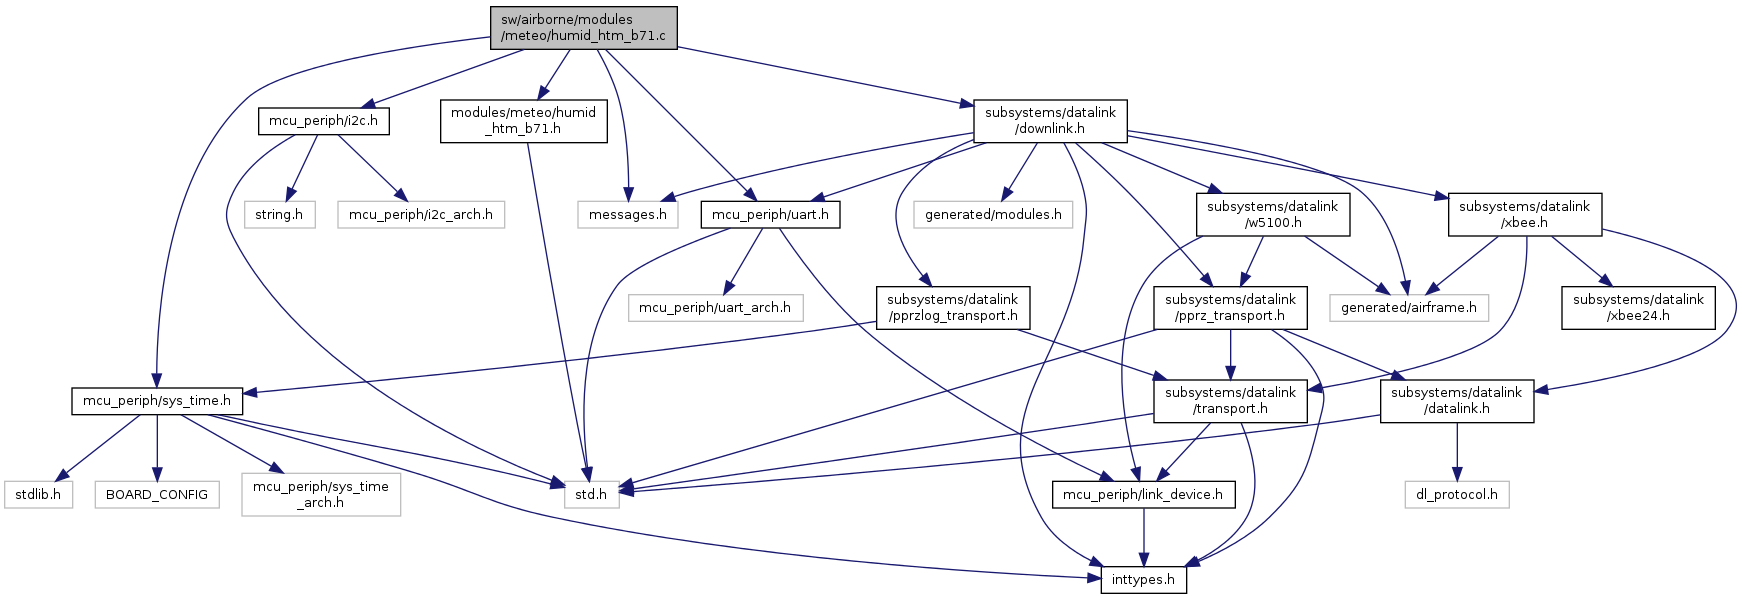 sw/airborne/modules
/meteo/humid_htm_b71.c
mcu_periph/i2c.h
modules/meteo/humid
_htm_b71.h
subsystems/datalink
/downlink.h
string.h
mcu_periph/i2c_arch.h
messages.h
mcu_periph/uart.h
generated/modules.h
subsystems/datalink
/w5100.h
subsystems/datalink
/xbee.h
mcu_periph/uart_arch.h
subsystems/datalink
/pprzlog_transport.h
subsystems/datalink
/pprz_transport.h
generated/airframe.h
subsystems/datalink
/xbee24.h
mcu_periph/sys_time.h
subsystems/datalink
/transport.h
subsystems/datalink
/datalink.h
stdlib.h
BOARD_CONFIG
mcu_periph/sys_time
_arch.h
std.h
mcu_periph/link_device.h
dl_protocol.h
inttypes.h